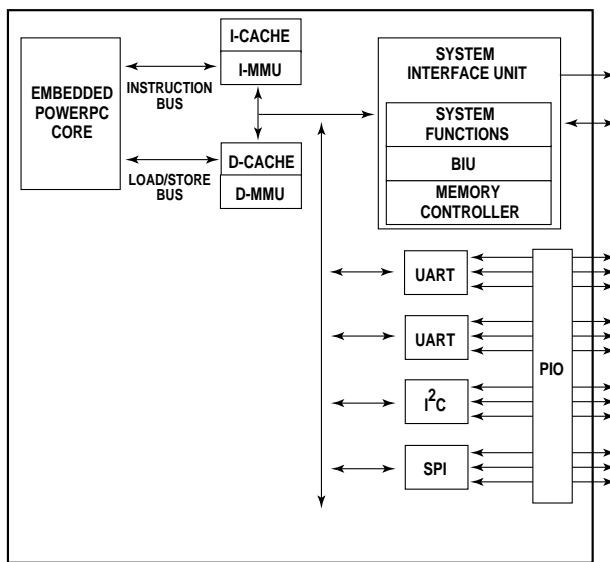 I-CACHE
I-MMU
EMBEDDED
POWERPC
CORE
INSTRUCTION
BUS
LOAD/STORE
BUS
D-CACHE
D-MMU
SYSTEM
INTERFACE UNIT
SYSTEM
FUNCTIONS
BIU
MEMORY
CONTROLLER
UART
UART
I²C
SPI
PIO